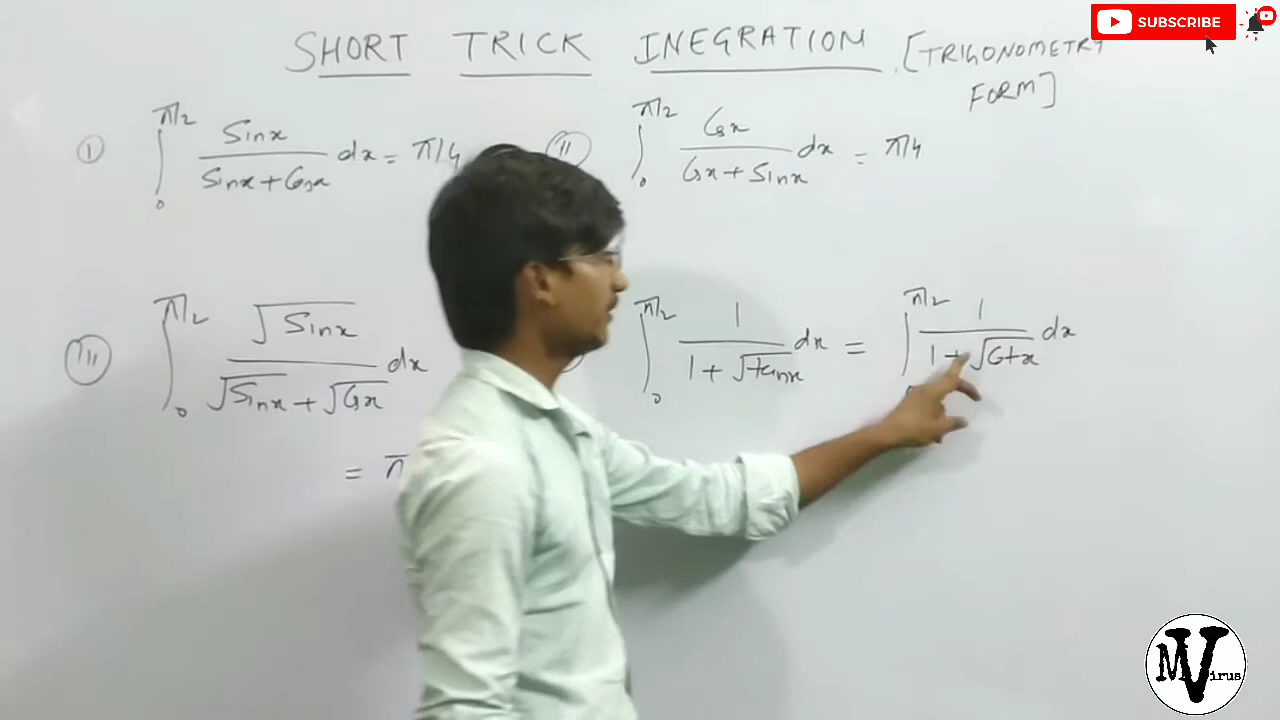 SHORT TRICK INEGRATION [TRIGONOMETRY FORM]
SUBSCRIBE
① ∫₀^π/2 Sinx/(Sinx+Cosx) dx = π/4
II ∫₀^π/2 Cosx/(Cosx+Sinx) dx = π/4
III ∫₀^π/2 √Sinx/(√Sinx+√Cosx) dx
= π
∫₀^π/2 1/(1+√tanx) dx = ∫₀^π/2 1/(1+√Cotx) dx
MVirus